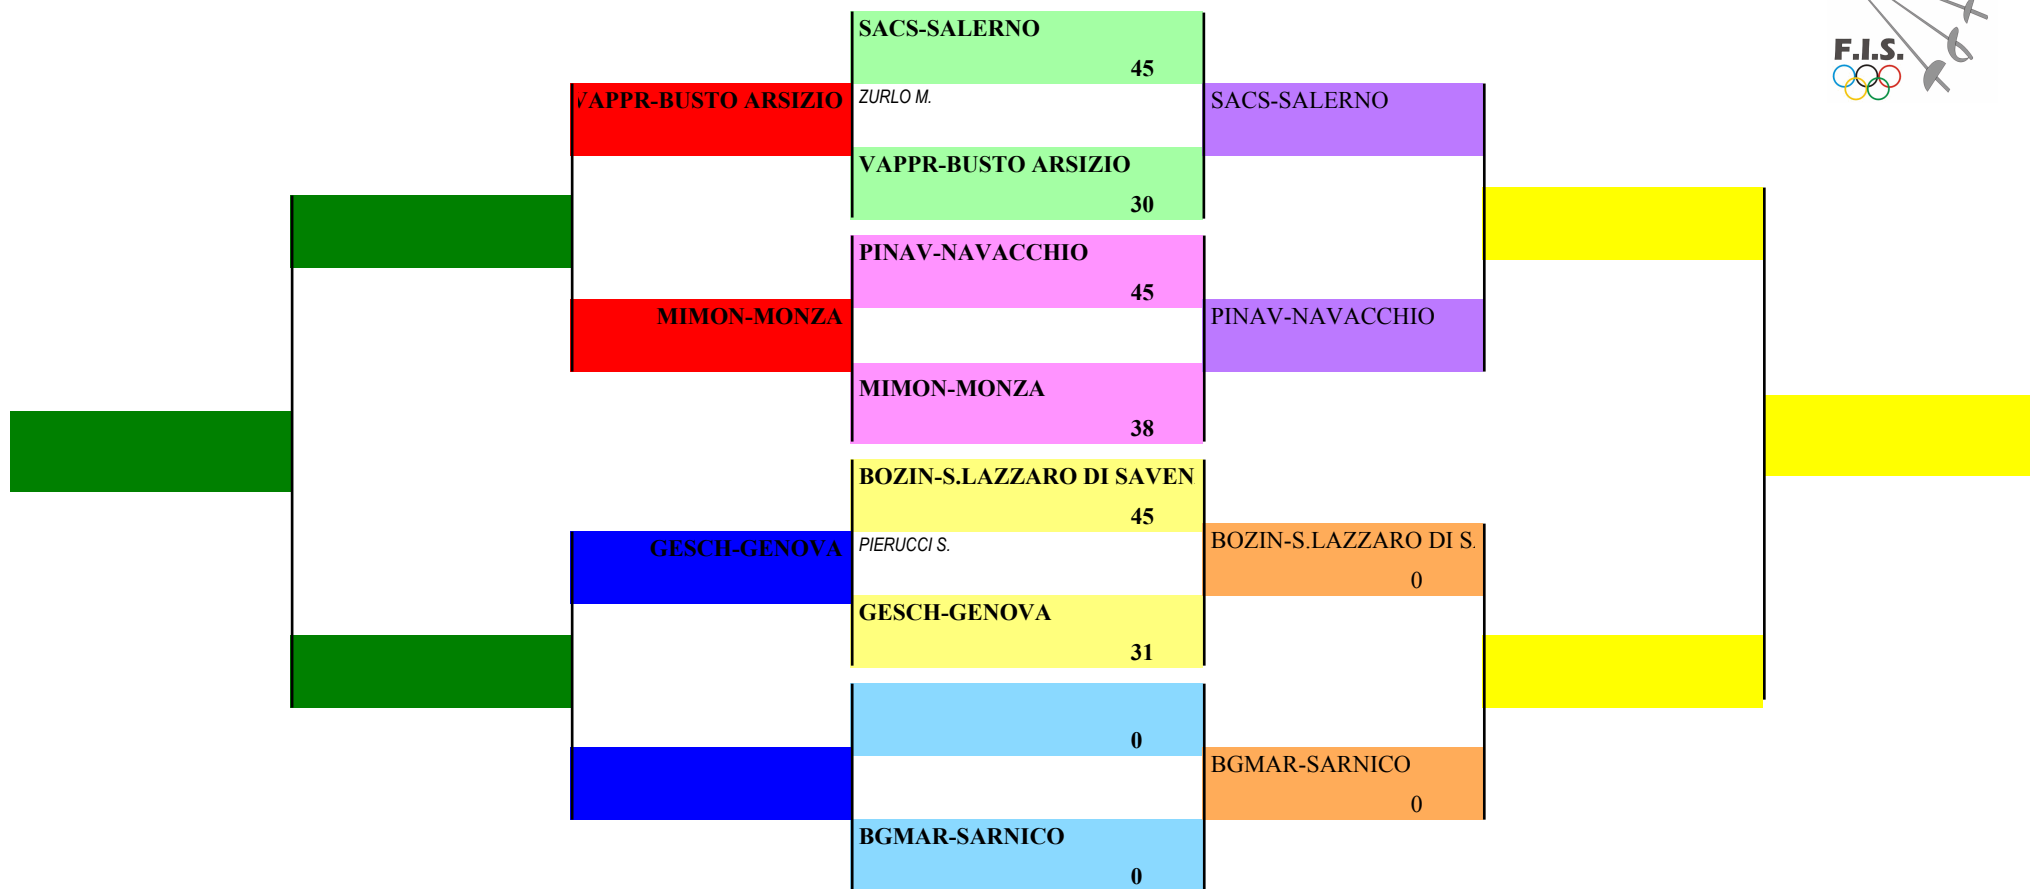 F.I.S.
SACS-SALERNO
45
VAPPR-BUSTO ARSIZIO
ZURLO M.
SACS-SALERNO
VAPPR-BUSTO ARSIZIO
30
PINAV-NAVACCHIO
45
MIMON-MONZA
PINAV-NAVACCHIO
MIMON-MONZA
38
BOZIN-S.LAZZARO DI SAVEN
45
GESCH-GENOVA
PIERUCCI S.
BOZIN-S.LAZZARO DI S.
0
GESCH-GENOVA
31
0
BGMAR-SARNICO
0
BGMAR-SARNICO
0